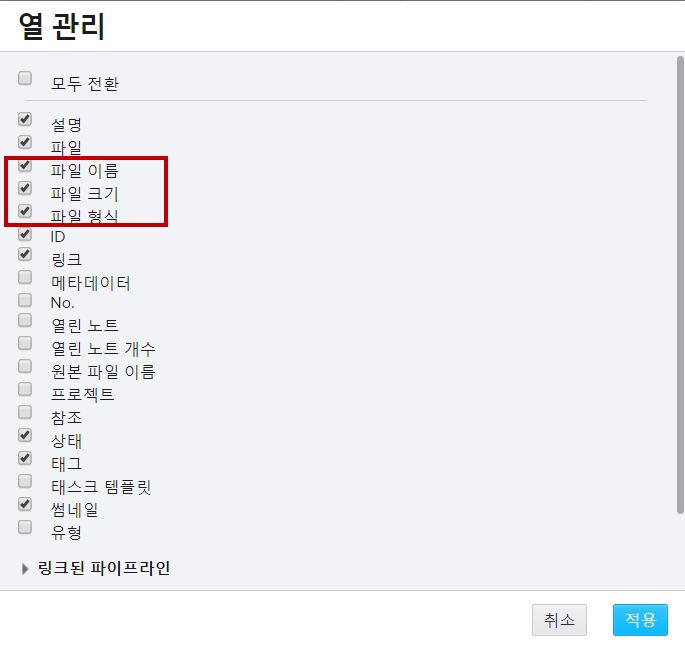 열 관리
모두 전환
설명
파일
파일 이름
파일 크기
파일 형식
ID
링크
메타데이터
No.
열린 노트
열린 노트 개수
원본 파일 이름
프로젝트
참조
상태
태그
태스크 템플릿
썸네일
유형
링크된 파이프라인
취소
적용